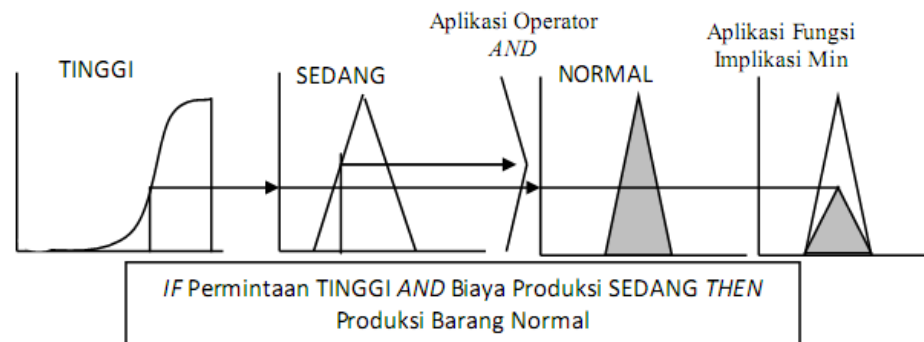 Aplikasi Operator
AND
Aplikasi Fungsi
Implikasi Min
TINGGI
SEDANG
NORMAL
IF Permintaan TINGGI AND Biaya Produksi SEDANG THEN
Produksi Barang Normal